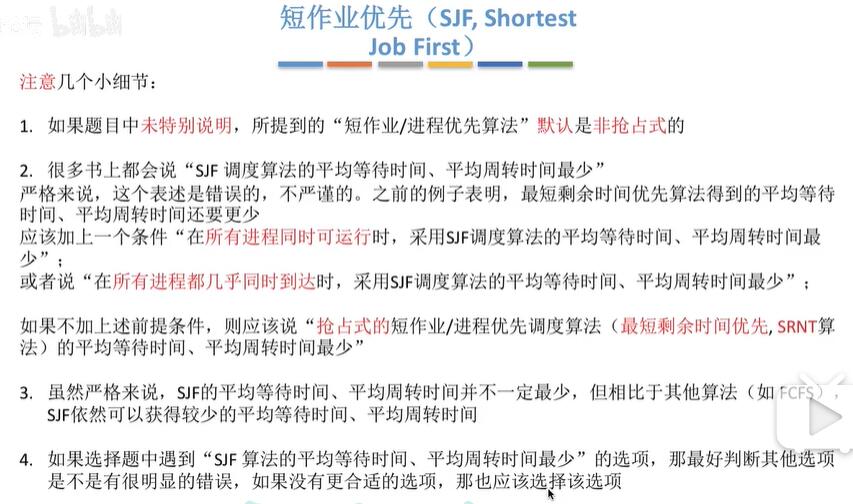 短作业优先（SJF, Shortest
Job First）
注意几个小细节：
1. 如果题目中未特别说明，所提到的“短作业/进程优先算法”默认是非抢占式的
2. 很多书上都会说“SJF 调度算法的平均等待时间、平均周转时间最少”
严格来说，这个表述是错误的，不严谨的。之前的例子表明，最短剩余时间优先算法得到的平均等待
时间、平均周转时间还要更少
应该加上一个条件“在所有进程同时可运行时，采用SJF调度算法的平均等待时间、平均周转时间最
少”；
或者说“在所有进程都几乎同时到达时，采用SJF调度算法的平均等待时间、平均周转时间最少”；
如果不加上述前提条件，则应该说“抢占式的短作业/进程优先调度算法（最短剩余时间优先, SRNT算
法）的平均等待时间、平均周转时间最少”
3. 虽然严格来说，SJF的平均等待时间、平均周转时间并不一定最少，但相比于其他算法（如 FCFS），
SJF依然可以获得较少的平均等待时间、平均周转时间
4. 如果选择题中遇到“SJF 算法的平均等待时间、平均周转时间最少”的选项，那最好判断其他选项
是不是有很明显的错误，如果没有更合适的选项，那也应该选择该选项